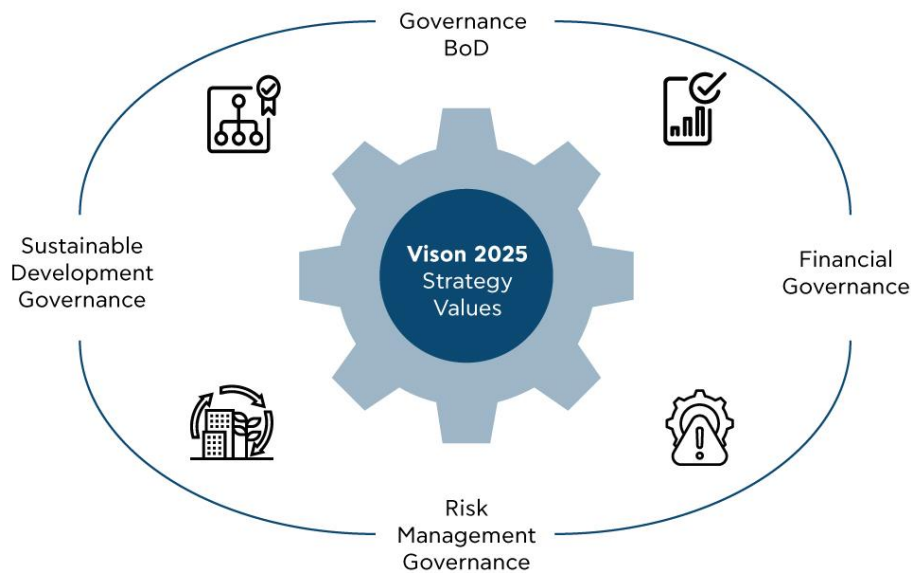 Governance
BoD
Sustainable
Development
Governance
Vison 2025
Strategy
Values
Financial
Governance
Risk
Management
Governance